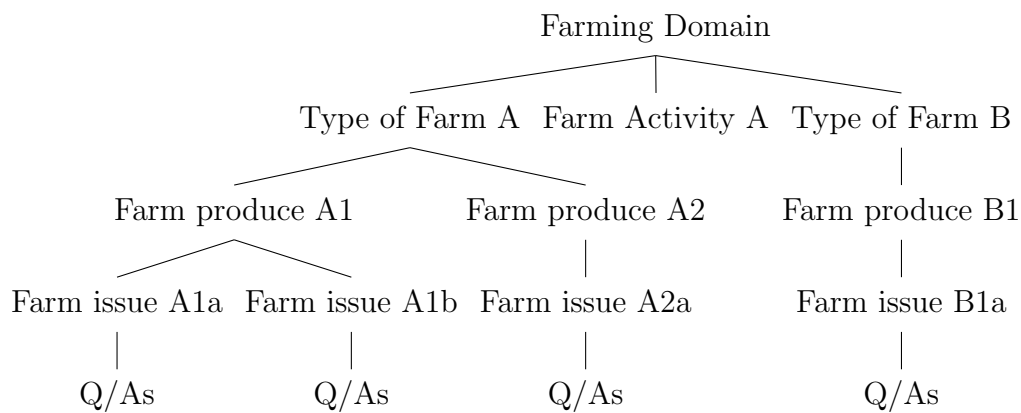 Farming Domain
Type of Farm A Farm Activity A Type of Farm B
Farm produce A1 Farm produce A2 Farm produce B1
Farm issue A1a Farm issue A1b Farm issue A2a Farm issue B1a
Q/As Q/As Q/As Q/As